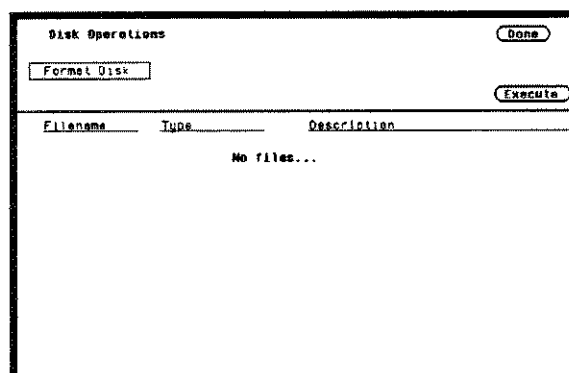 Disk Operations Done
Format Disk
Execute
Filename Type Description
No files...